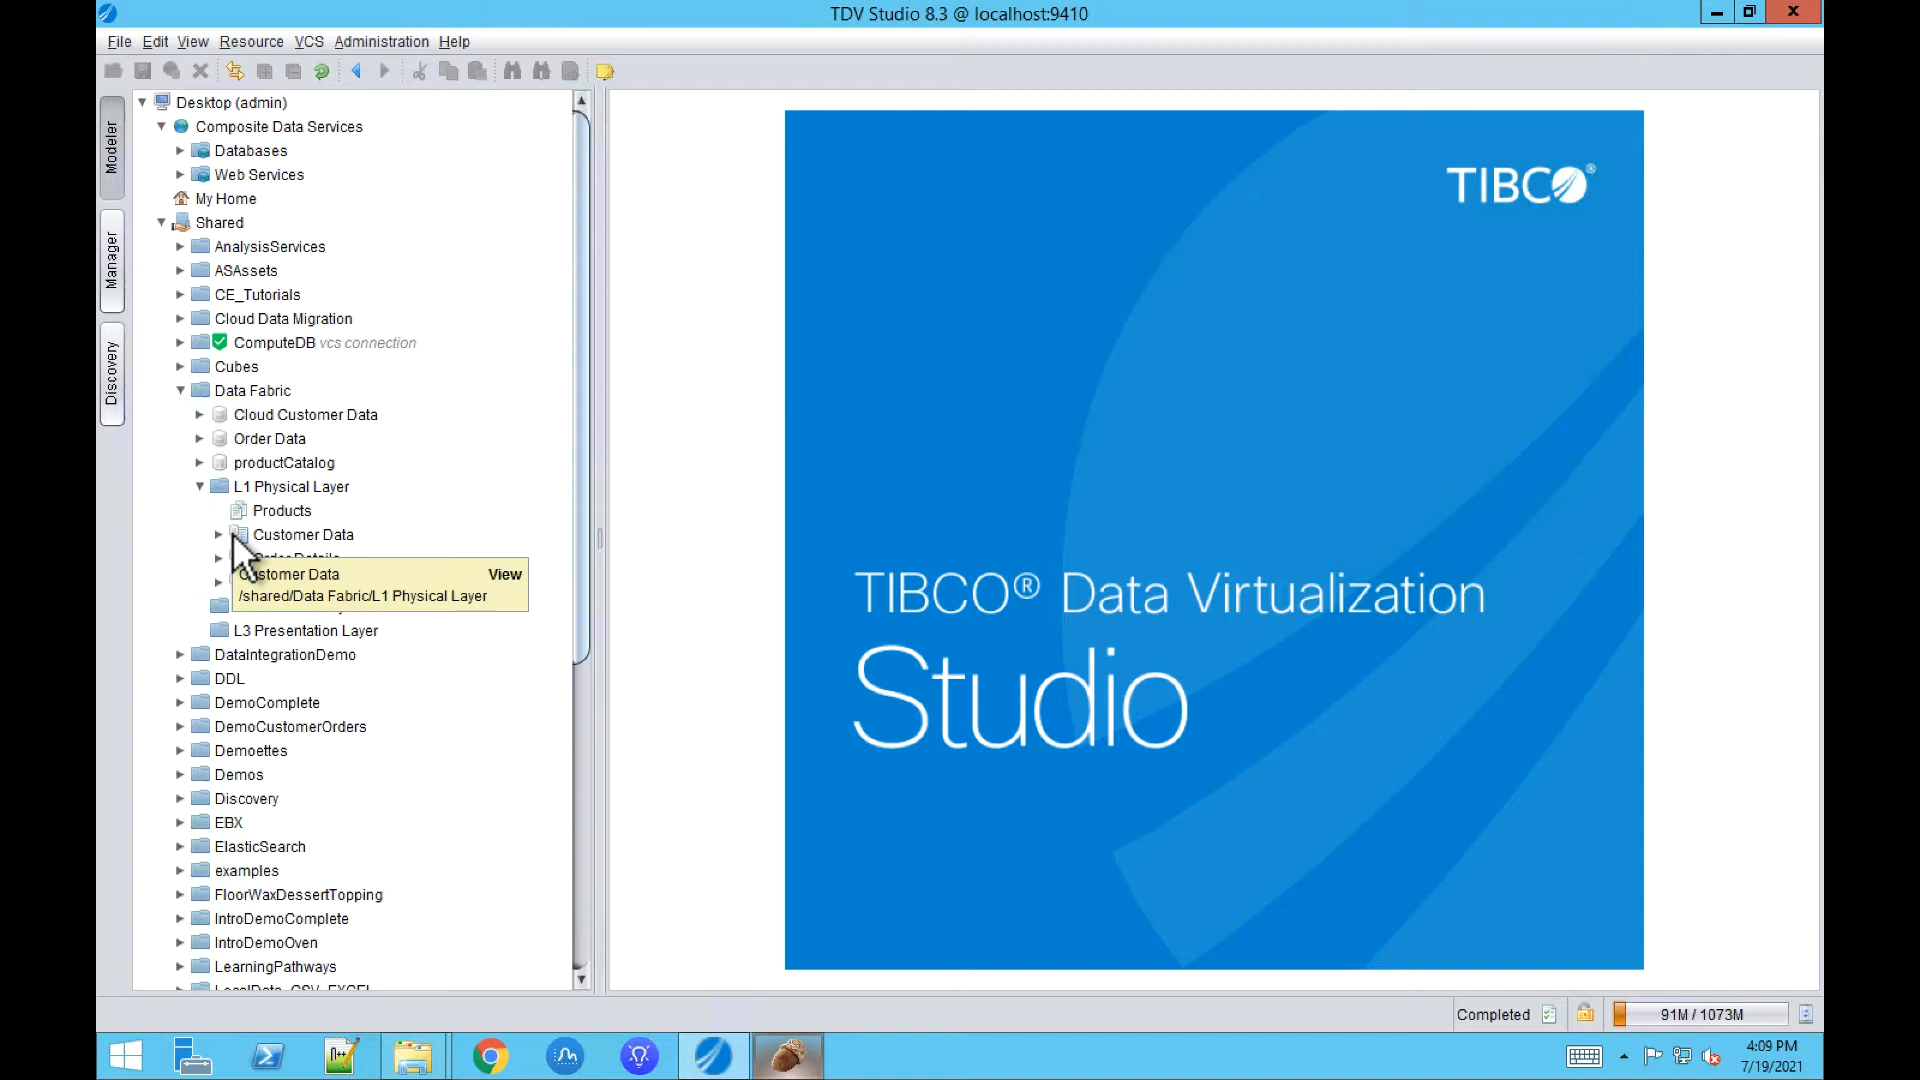 TDV Studio 8.3 @ localhost:9410
File Edit View Resource VCS Administration Help
Modeler
Manager
Discovery
Desktop (admin)
Composite Data Services
Databases
Web Services
My Home
Shared
AnalysisServices
ASAssets
CE_Tutorials
Cloud Data Migration
ComputeDB vcs connection
Cubes
Data Fabric
Cloud Customer Data
Order Data
productCatalog
L1 Physical Layer
Products
Customer Data
Order Details
Customer Data View
/shared/Data Fabric/L1 Physical Layer
L3 Presentation Layer
DataIntegrationDemo
DDL
DemoComplete
DemoCustomerOrders
Demoettes
Demos
Discovery
EBX
ElasticSearch
examples
FloorWaxDessertTopping
IntroDemoComplete
IntroDemoOven
LearningPathways
LocalData_CSV_EXCEL
TIBCO®
TIBCO® Data Virtualization
Studio
Completed
91M / 1073M
4:09 PM
7/19/2021